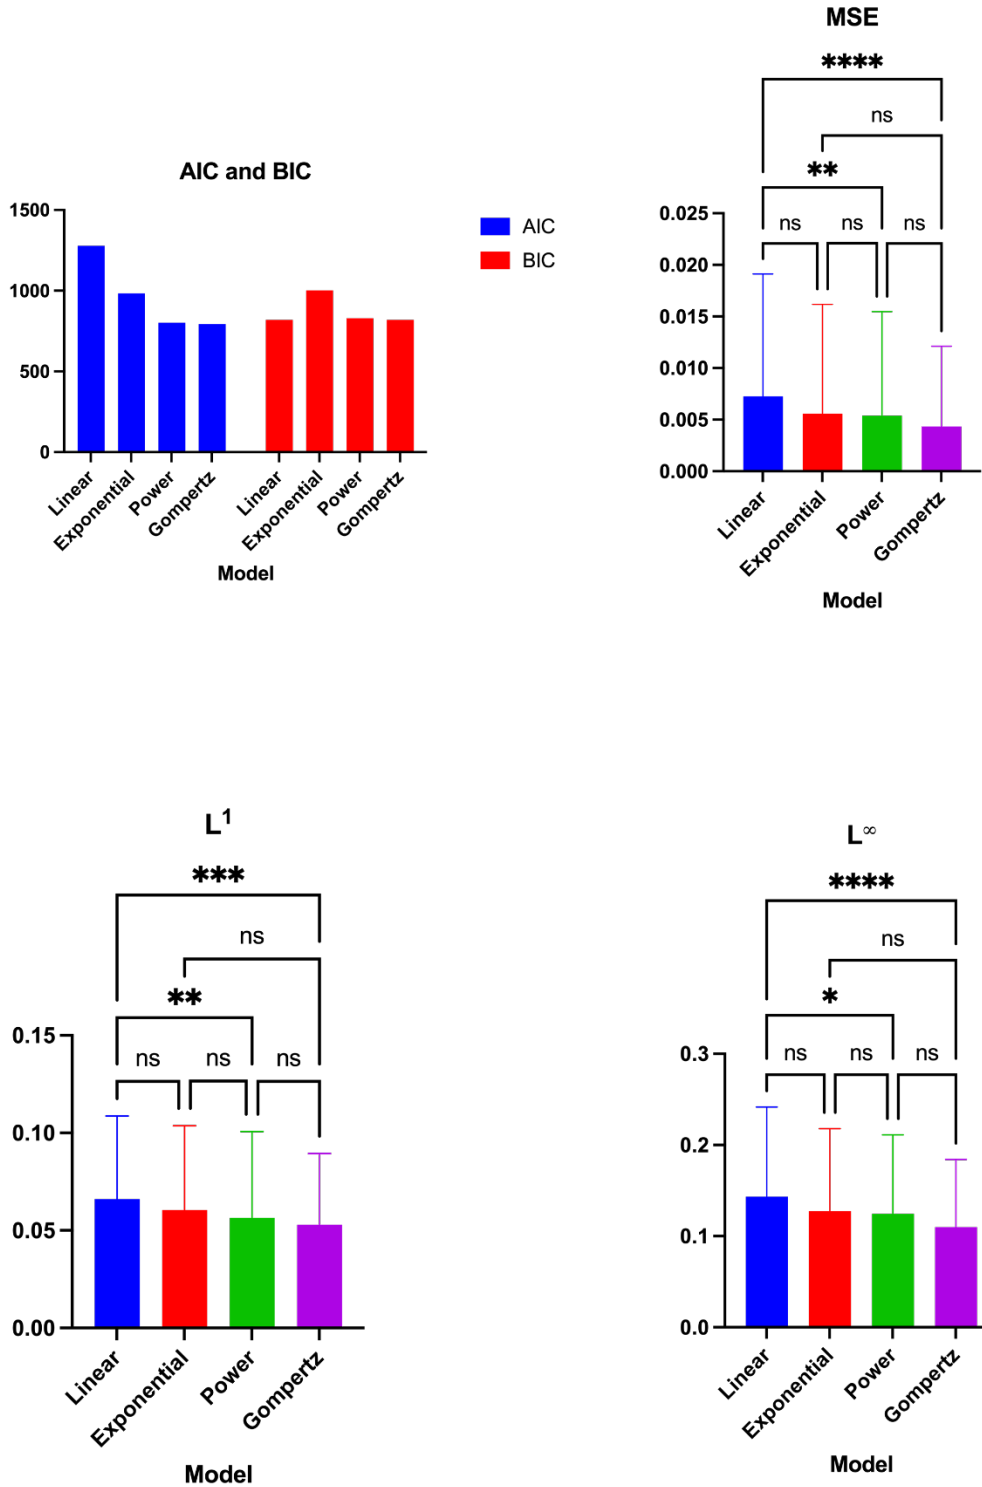 AIC and BIC
1500
1000
500
0
Linear
Exponential
Power
Gompertz
Linear
Exponential
Power
Gompertz
Model
AIC
BIC
MSE
****
ns
**
ns
ns
ns
0.025
0.020
0.015
0.010
0.005
0.000
Linear
Exponential
Power
Gompertz
Model
L¹
***
ns
**
ns
ns
ns
0.15
0.10
0.05
0.00
Linear
Exponential
Power
Gompertz
Model
L∞
****
ns
*
ns
ns
ns
0.3
0.2
0.1
0.0
Linear
Exponential
Power
Gompertz
Model